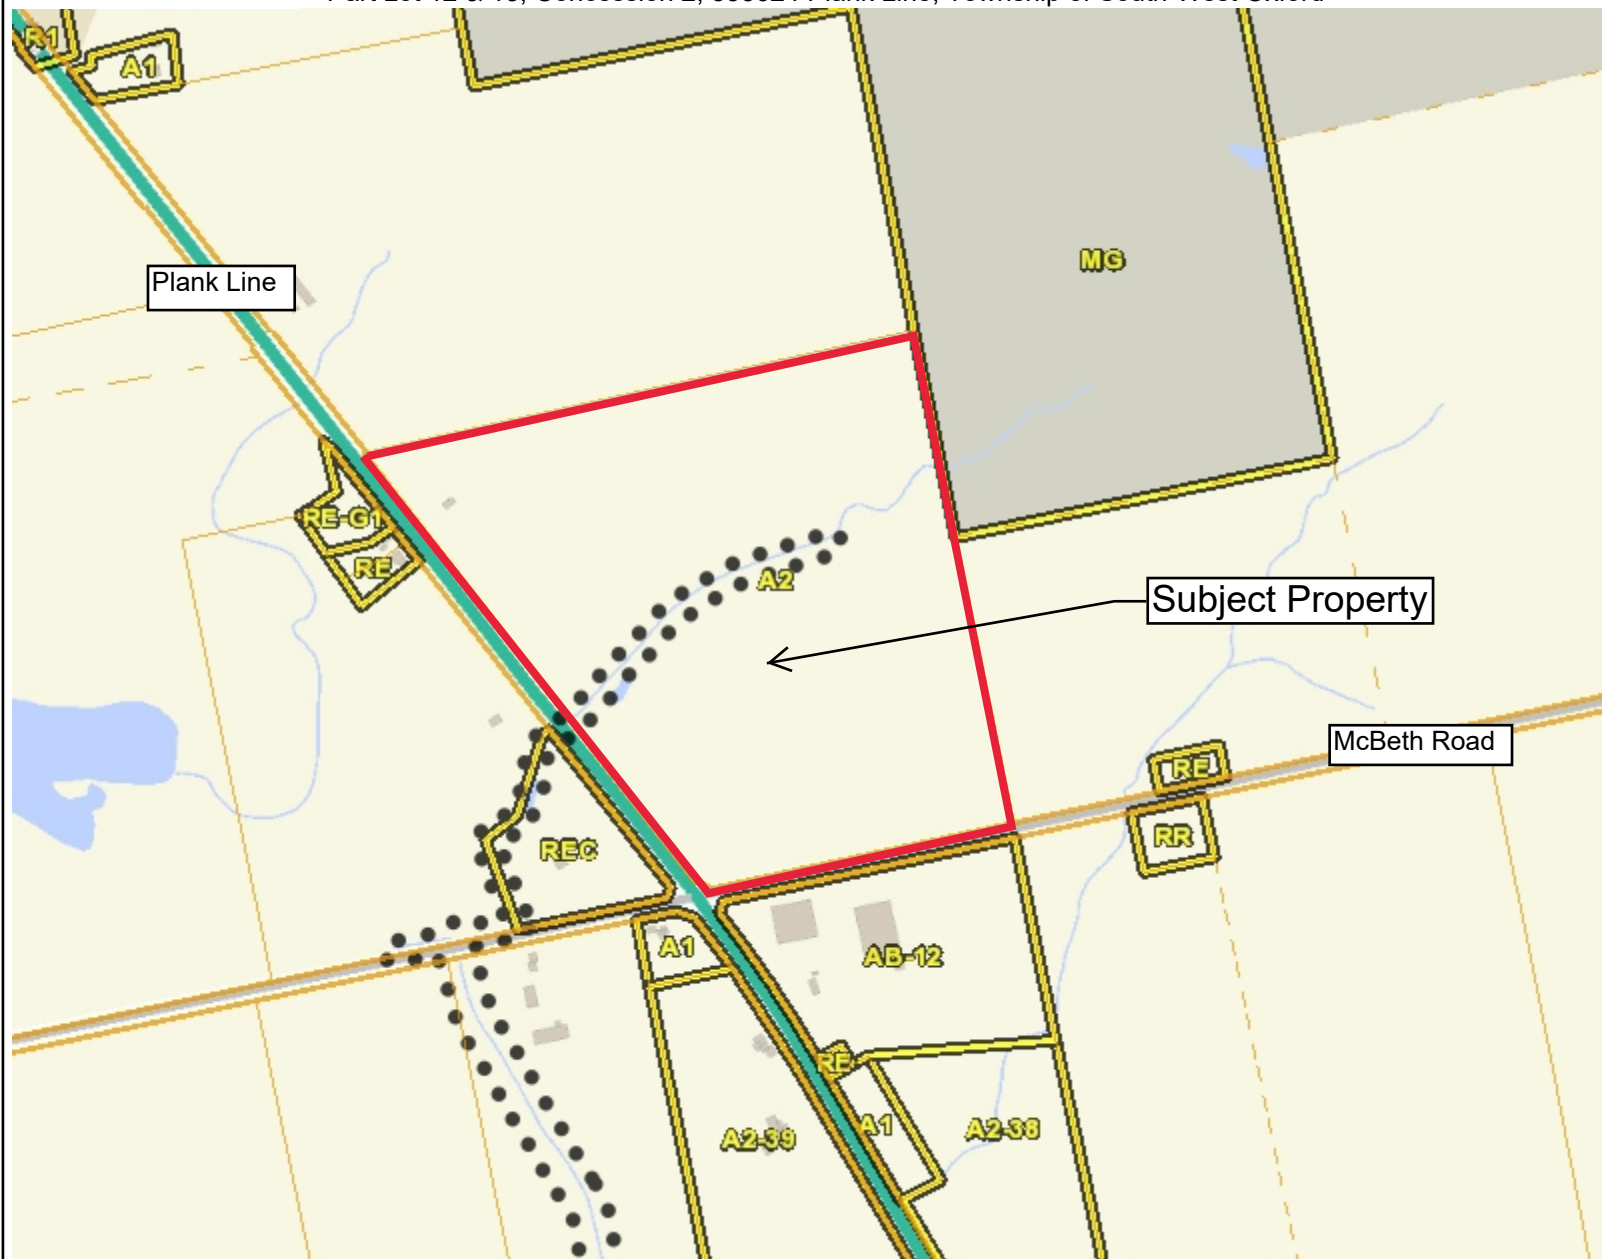 R1
A1
MG
Plank Line
RE-G1
RE
A2
Subject Property
McBeth Road
RE
RR
REC
A1
AB-12
RE
A1
A2-38
A2-39